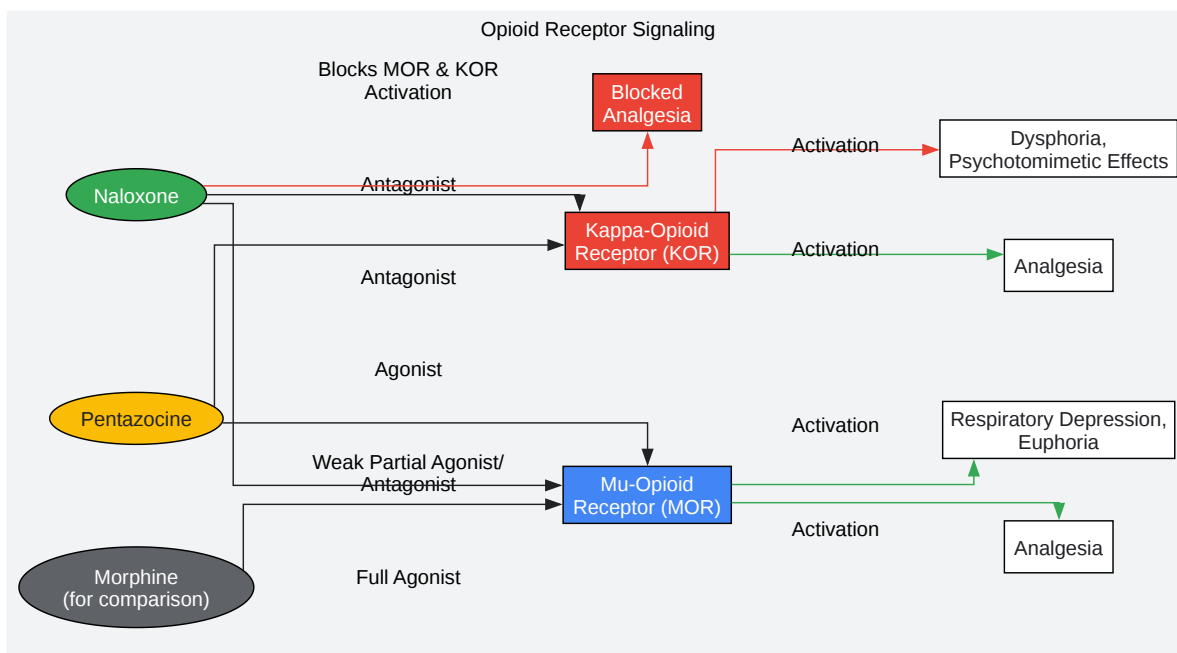 Opioid Receptor Signaling
Blocks MOR & KOR
Activation
Blocked
Analgesia
Activation
Dysphoria,
Psychotomimetic Effects
Naloxone
Antagonist
Kappa-Opioid
Receptor (KOR)
Activation
Analgesia
Antagonist
Agonist
Pentazocine
Activation
Respiratory Depression,
Euphoria
Weak Partial Agonist/
Antagonist
Mu-Opioid
Receptor (MOR)
Activation
Analgesia
Morphine
(for comparison)
Full Agonist